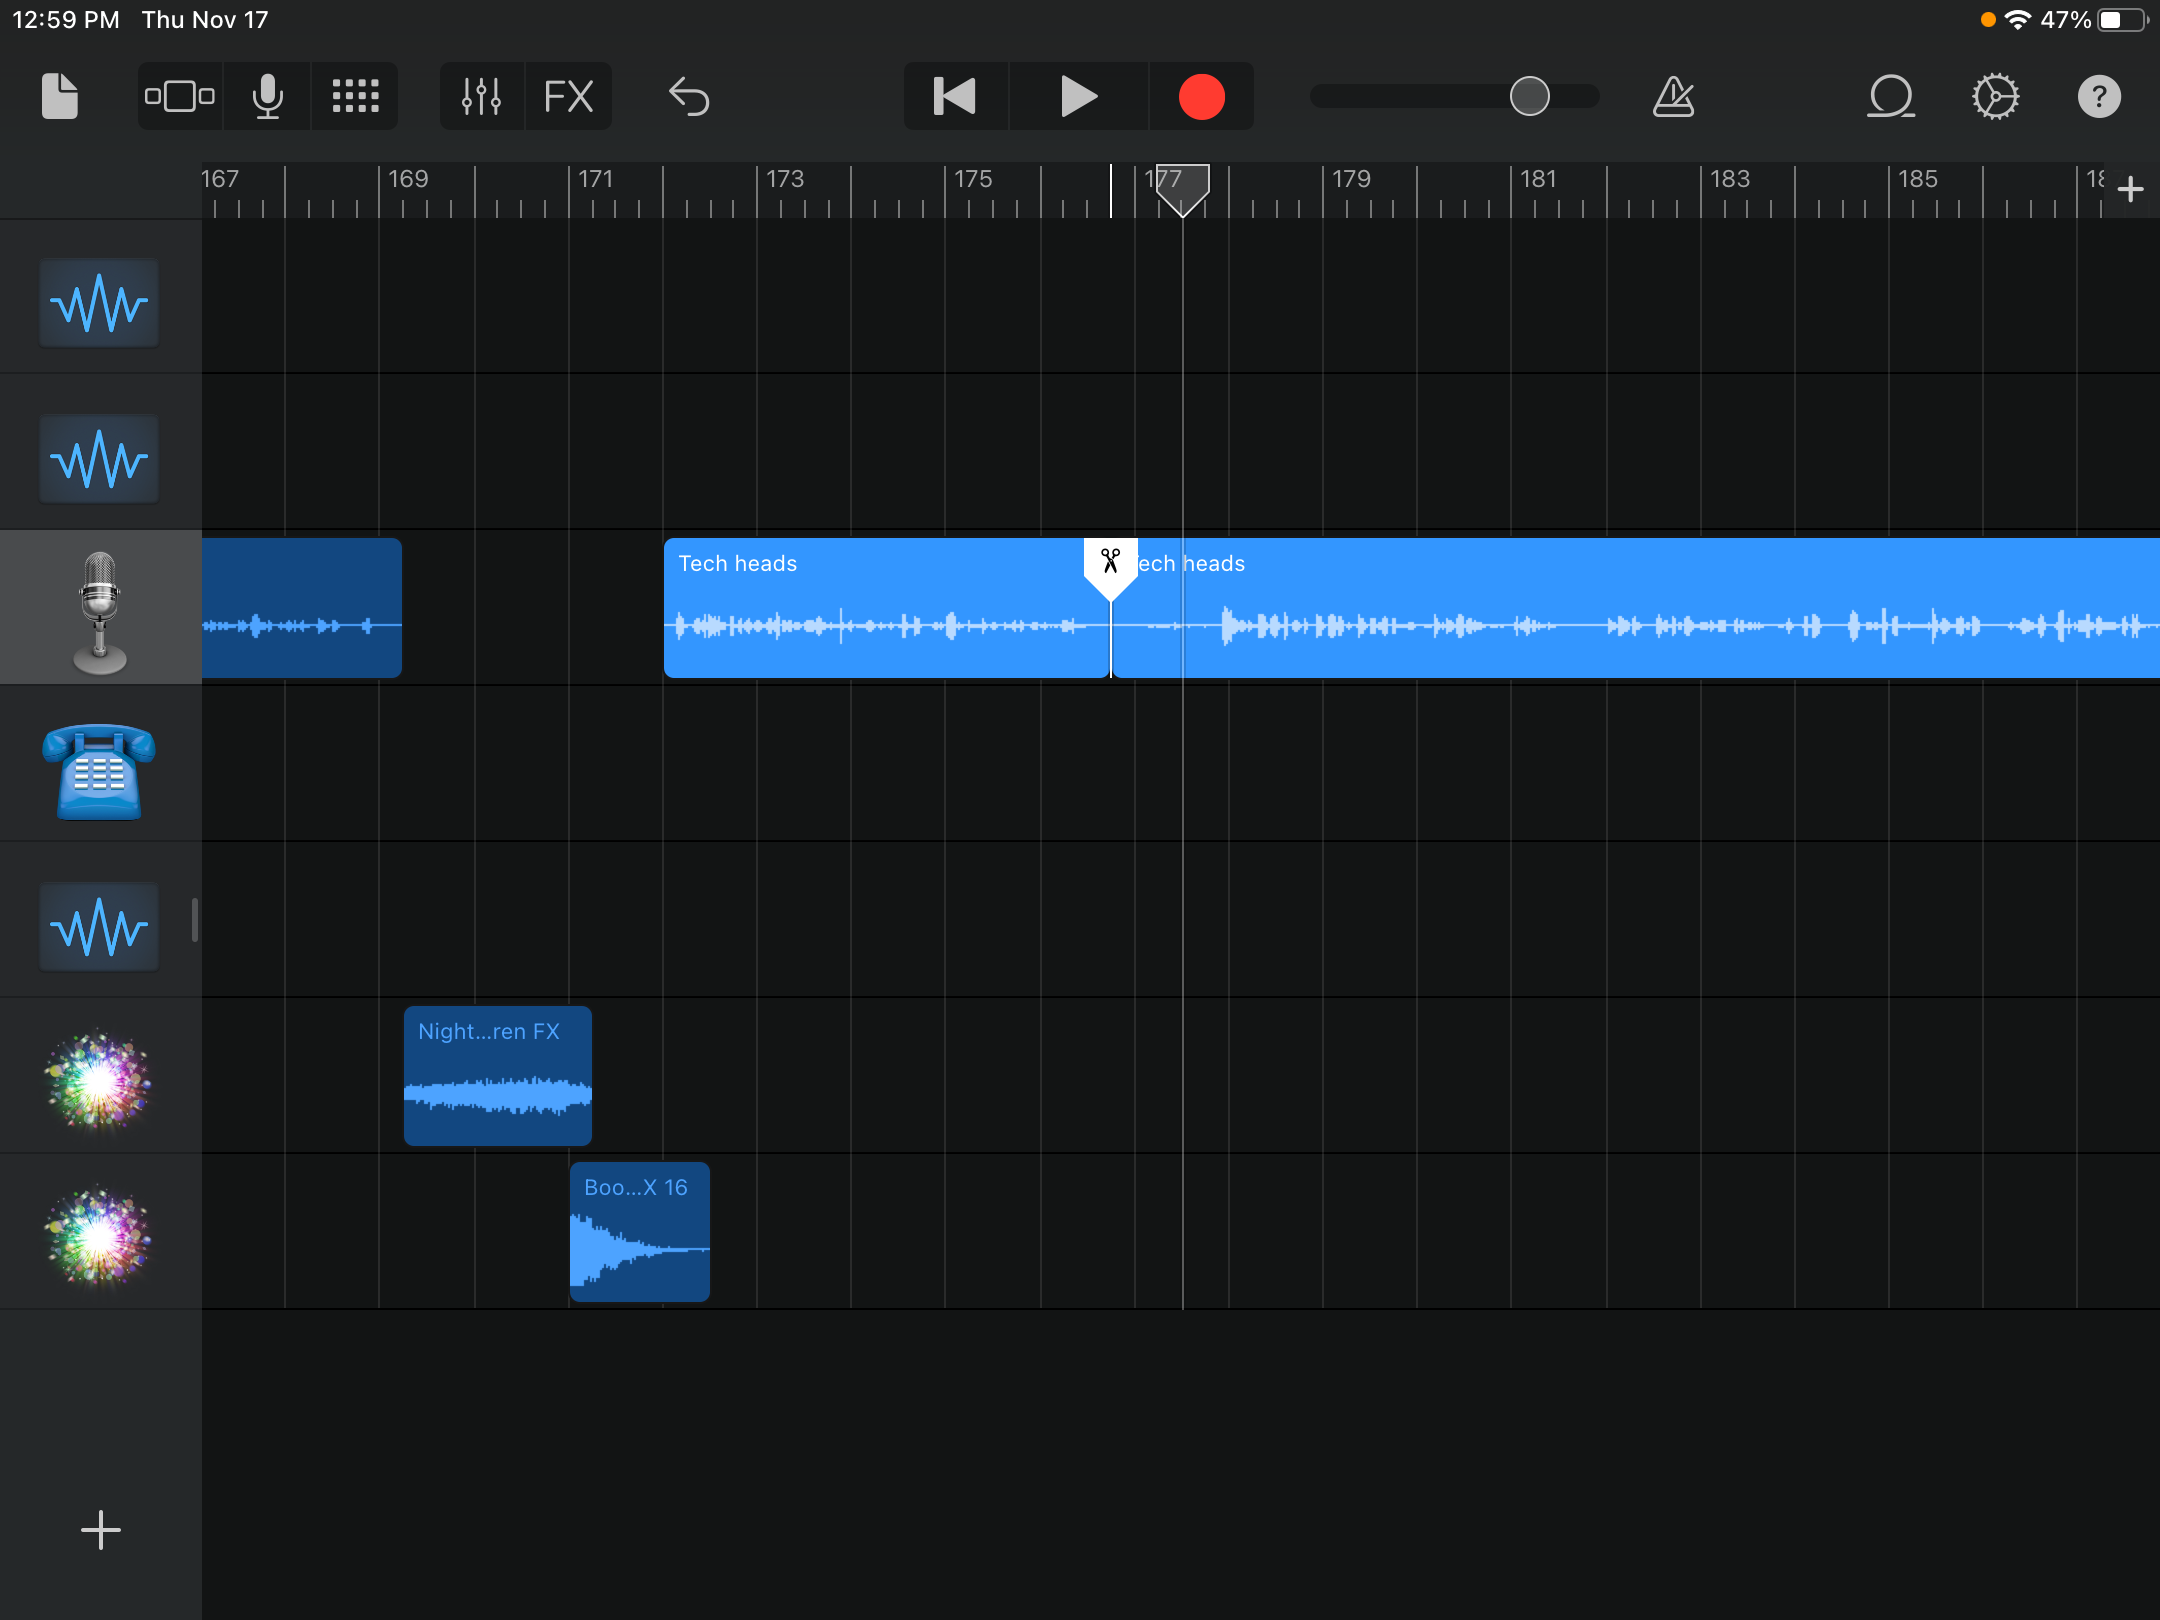 12:59 PM Thu Nov 17 47%
FX
?
167 169 171 173 175 177 179 181 183 185
Tech heads ech heads
Night...ren FX
Boo...X 16